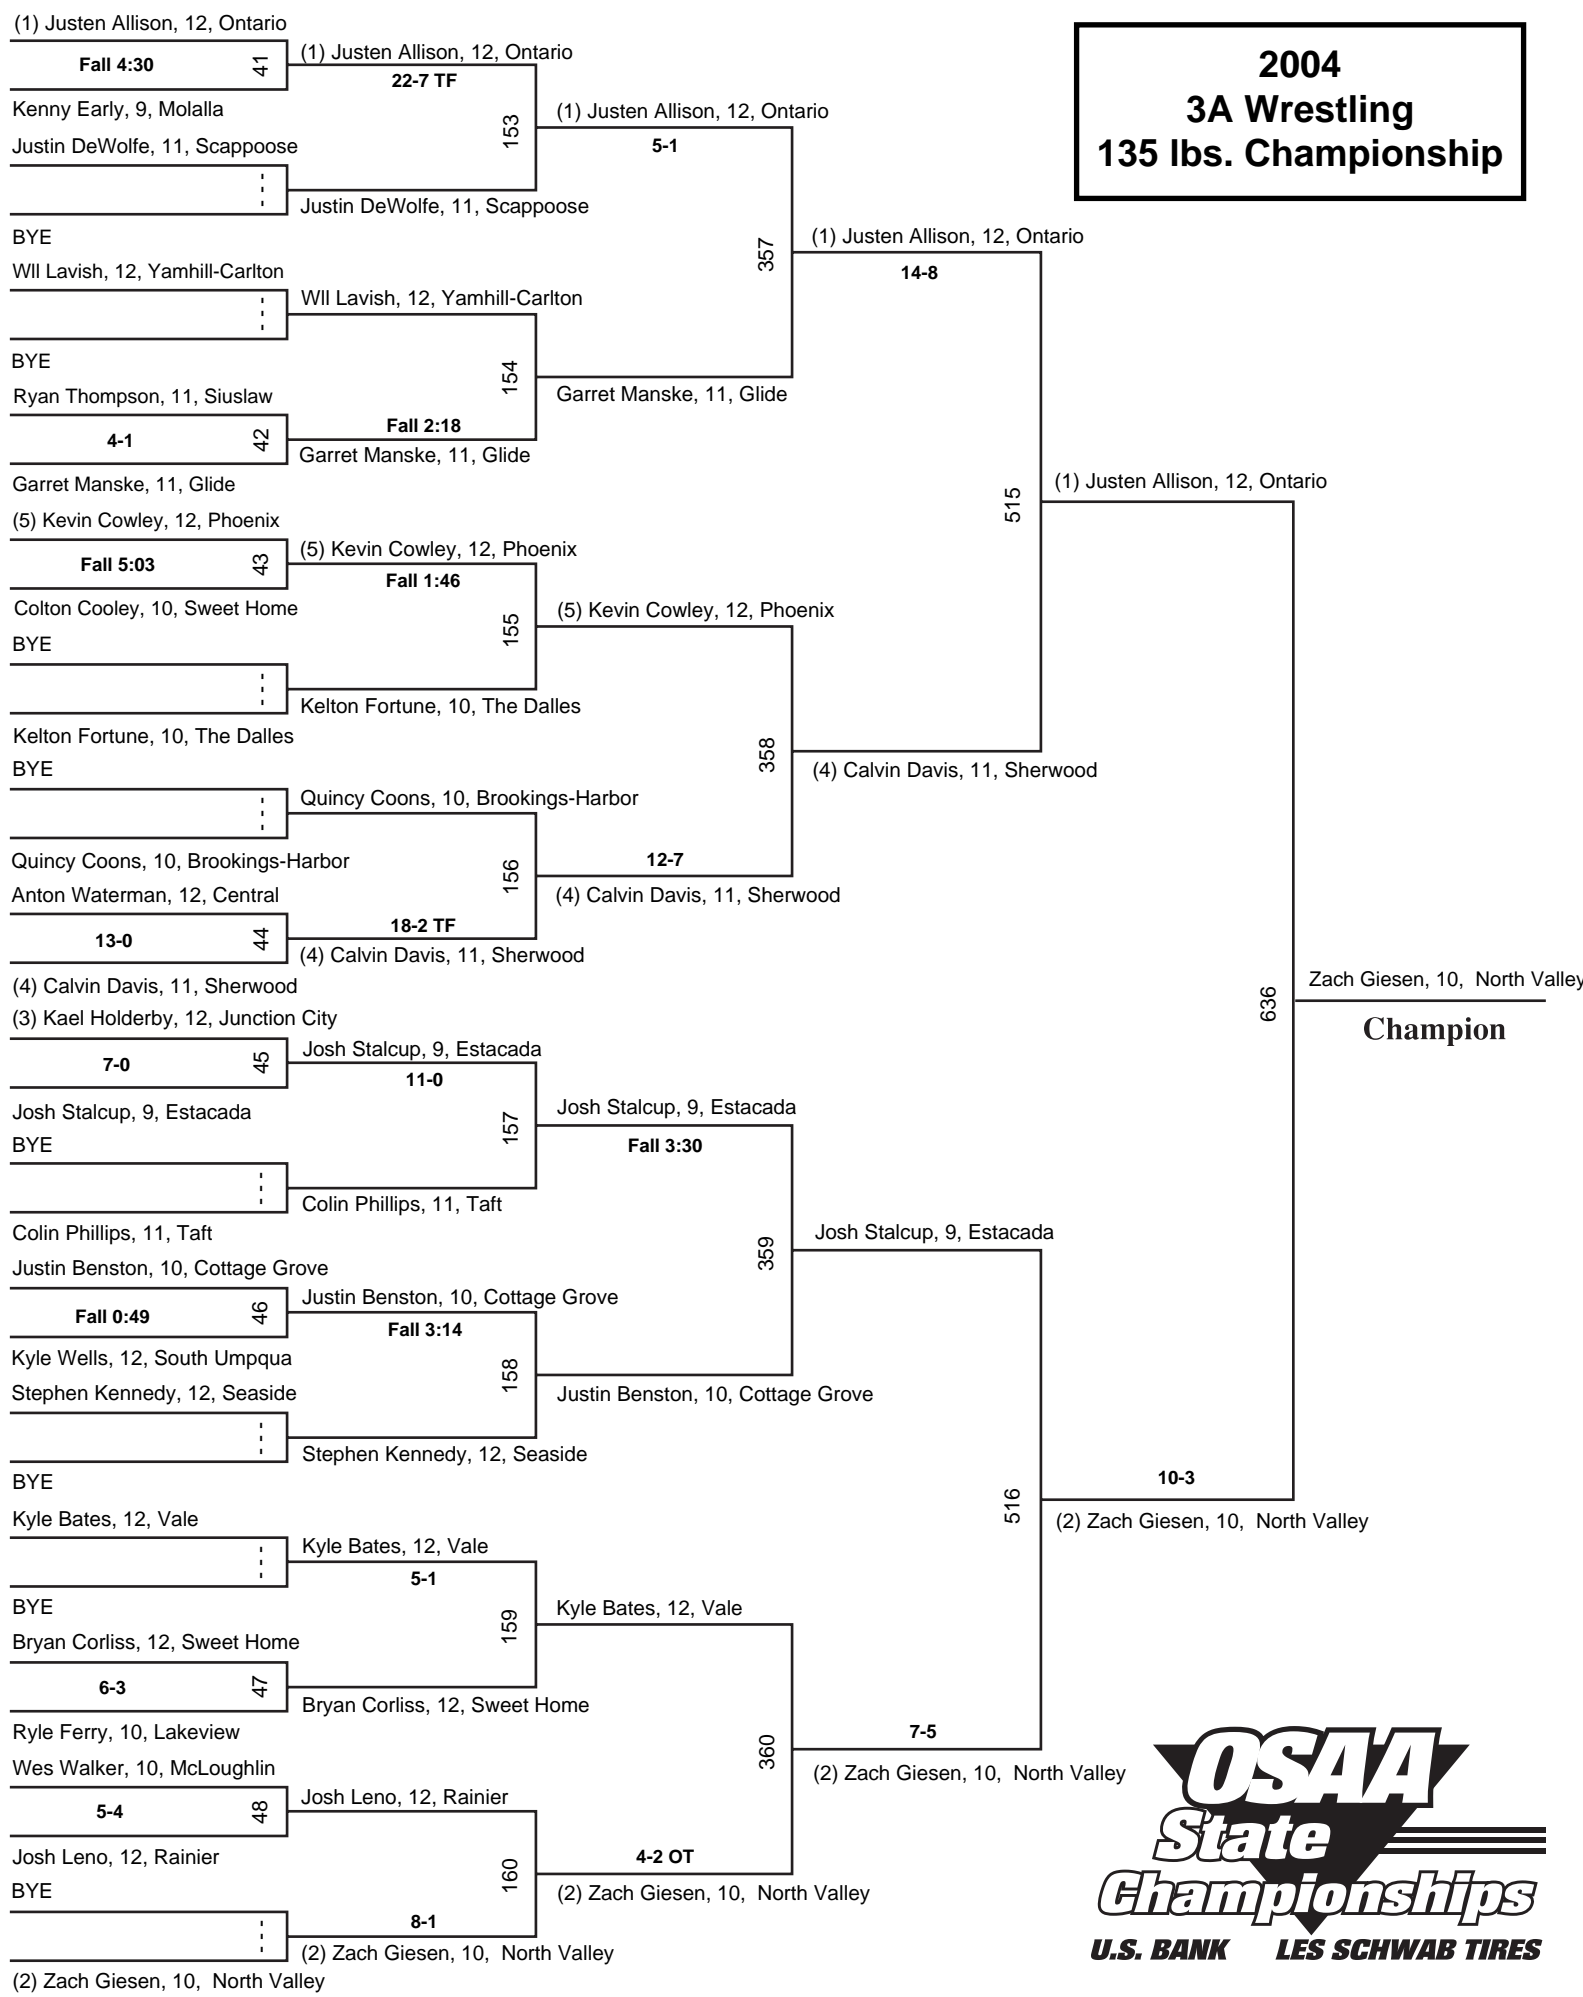 (1) Justen Allison, 12, Ontario
Fall 4:30
41
Kenny Early, 9, Molalla
Justin DeWolfe, 11, Scappoose
BYE
Wll Lavish, 12, Yamhill-Carlton
BYE
Ryan Thompson, 11, Siuslaw
4-1
42
Garret Manske, 11, Glide
(5) Kevin Cowley, 12, Phoenix
Fall 5:03
43
Colton Cooley, 10, Sweet Home
BYE
Kelton Fortune, 10, The Dalles
BYE
Quincy Coons, 10, Brookings-Harbor
Anton Waterman, 12, Central
13-0
44
(4) Calvin Davis, 11, Sherwood
(3) Kael Holderby, 12, Junction City
7-0
45
Josh Stalcup, 9, Estacada
BYE
Colin Phillips, 11, Taft
Justin Benston, 10, Cottage Grove
Fall 0:49
46
Kyle Wells, 12, South Umpqua
Stephen Kennedy, 12, Seaside
BYE
Kyle Bates, 12, Vale
BYE
Bryan Corliss, 12, Sweet Home
6-3
47
Ryle Ferry, 10, Lakeview
Wes Walker, 10, McLoughlin
5-4
48
Josh Leno, 12, Rainier
BYE
(2) Zach Giesen, 10, North Valley
(1) Justen Allison, 12, Ontario
22-7 TF
153
Justin DeWolfe, 11, Scappoose
Wll Lavish, 12, Yamhill-Carlton
154
Fall 2:18
Garret Manske, 11, Glide
(5) Kevin Cowley, 12, Phoenix
Fall 1:46
155
Kelton Fortune, 10, The Dalles
Quincy Coons, 10, Brookings-Harbor
156
18-2 TF
(4) Calvin Davis, 11, Sherwood
Josh Stalcup, 9, Estacada
11-0
157
Colin Phillips, 11, Taft
Justin Benston, 10, Cottage Grove
Fall 3:14
158
Stephen Kennedy, 12, Seaside
Kyle Bates, 12, Vale
5-1
159
Bryan Corliss, 12, Sweet Home
Josh Leno, 12, Rainier
160
8-1
(2) Zach Giesen, 10, North Valley
(1) Justen Allison, 12, Ontario
5-1
357
Garret Manske, 11, Glide
(5) Kevin Cowley, 12, Phoenix
358
12-7
(4) Calvin Davis, 11, Sherwood
Josh Stalcup, 9, Estacada
Fall 3:30
359
Justin Benston, 10, Cottage Grove
Kyle Bates, 12, Vale
360
4-2 OT
(2) Zach Giesen, 10, North Valley
(1) Justen Allison, 12, Ontario
14-8
515
(4) Calvin Davis, 11, Sherwood
Josh Stalcup, 9, Estacada
516
7-5
(2) Zach Giesen, 10, North Valley
(1) Justen Allison, 12, Ontario
636
10-3
(2) Zach Giesen, 10, North Valley
Zach Giesen, 10, North Valley
Champion
2004
3A Wrestling
135 lbs. Championship
OSAA
State
Championships
U.S. BANK LES SCHWAB TIRES